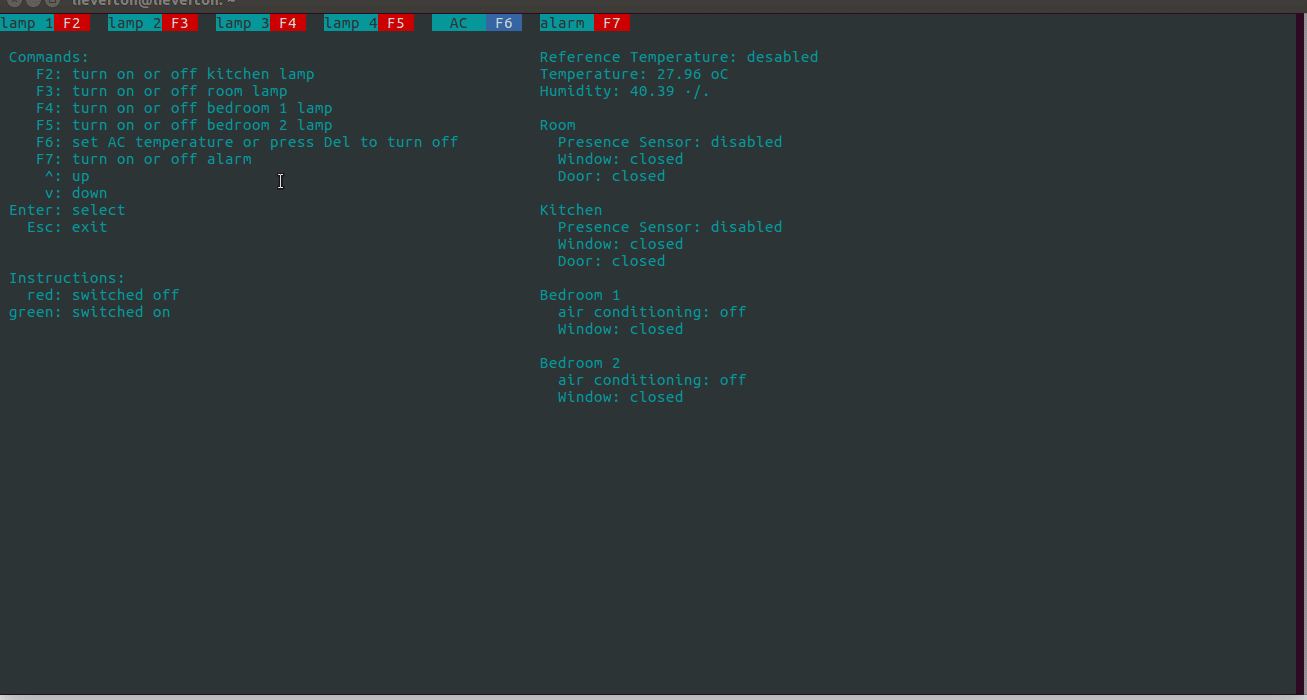 lieverton@lieverton: ~
lamp 1 F2 lamp 2 F3 lamp 3 F4 lamp 4 F5 AC F6 alarm F7
Commands:
F2: turn on or off kitchen lamp
F3: turn on or off room lamp
F4: turn on or off bedroom 1 lamp
F5: turn on or off bedroom 2 lamp
F6: set AC temperature or press Del to turn off
F7: turn on or off alarm
^: up
v: down
Enter: select
Esc: exit
Instructions:
red: switched off
green: switched on
Reference Temperature: desabled
Temperature: 27.96 oC
Humidity: 40.39 ·/.
Room
Presence Sensor: disabled
Window: closed
Door: closed
Kitchen
Presence Sensor: disabled
Window: closed
Door: closed
Bedroom 1
air conditioning: off
Window: closed
Bedroom 2
air conditioning: off
Window: closed